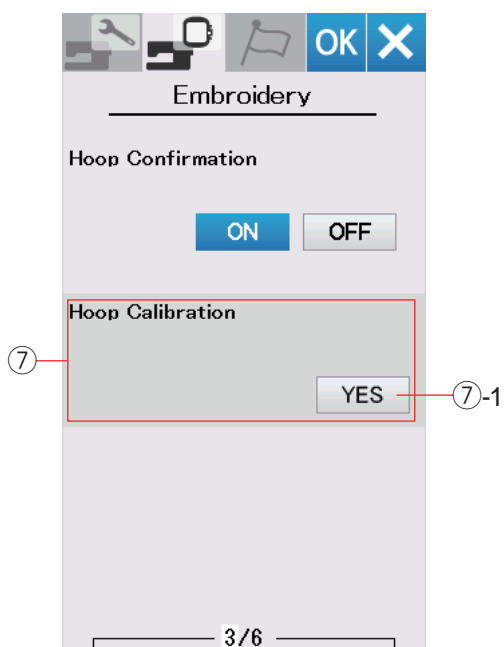 OK X
Embroidery
Hoop Confirmation
ON OFF
Hoop Calibration
⑦
YES ⑦-1
3/6